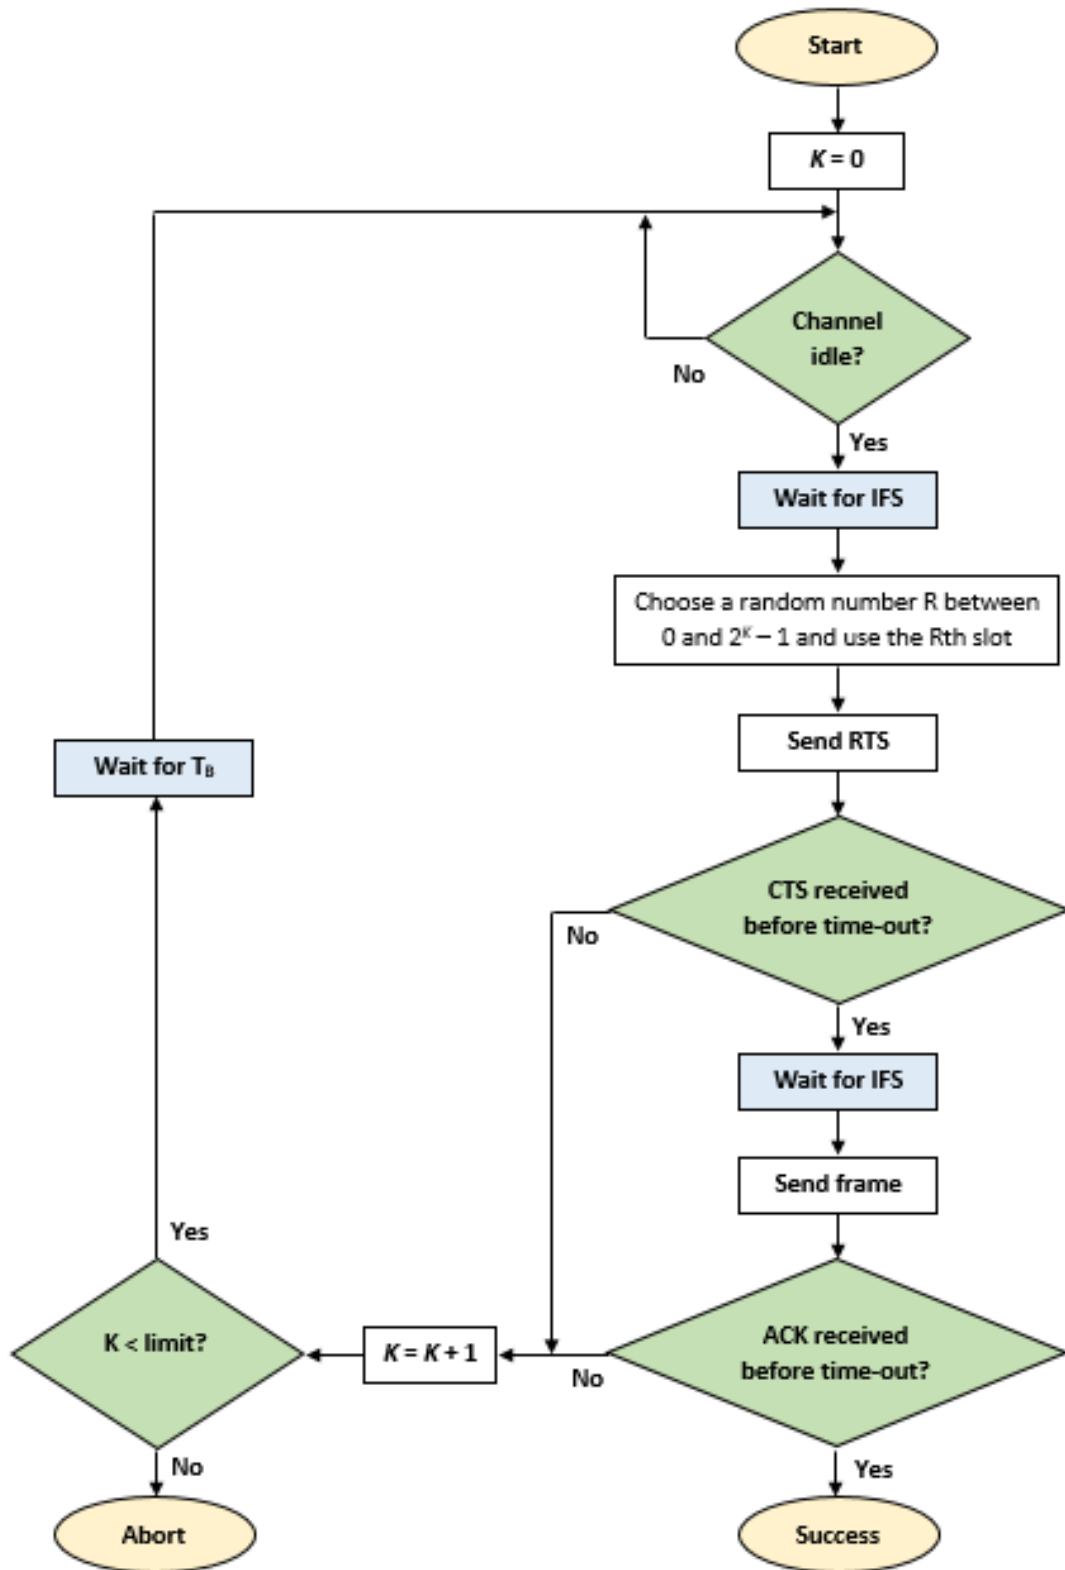 Start
K = 0
Channel
idle?
No
Yes
Wait for IFS
Choose a random number R between
0 and 2ᴷ – 1 and use the Rth slot
Send RTS
Wait for T_B
CTS received
before time-out?
No
Yes
Wait for IFS
Send frame
Yes
K < limit?
K = K + 1
ACK received
before time-out?
No
No
Yes
Abort
Success